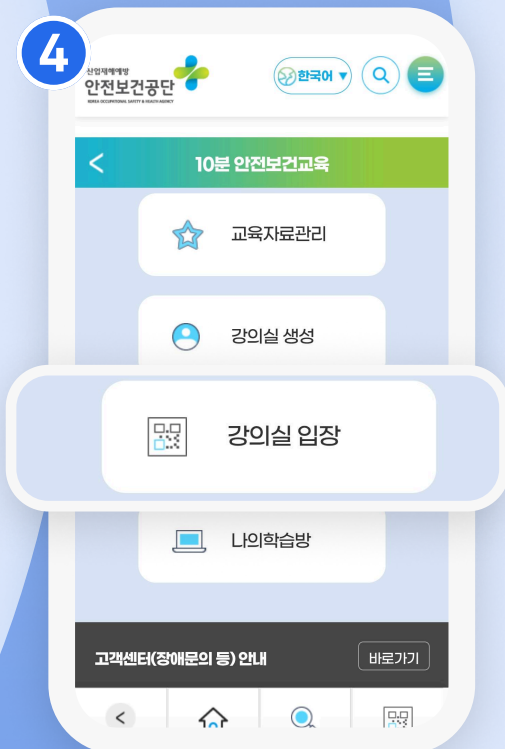 4
산업재해예방
안전보건공단
KOREA OCCUPATIONAL SAFETY & HEALTH AGENCY
한국어 ▼
10분 안전보건교육
교육자료관리
강의실 생성
강의실 입장
나의학습방
고객센터(장애문의 등) 안내
바로가기